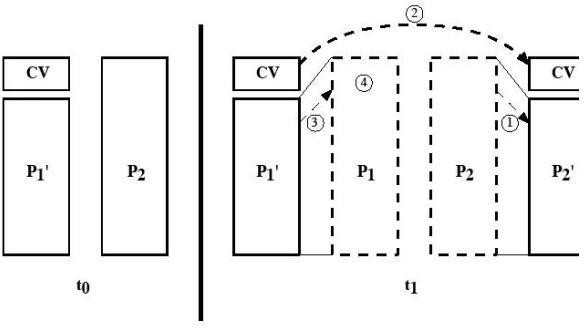 ②
CV CV CV
④
③ ①
P1' P2 P1' P1 P2 P2'
t0 t1